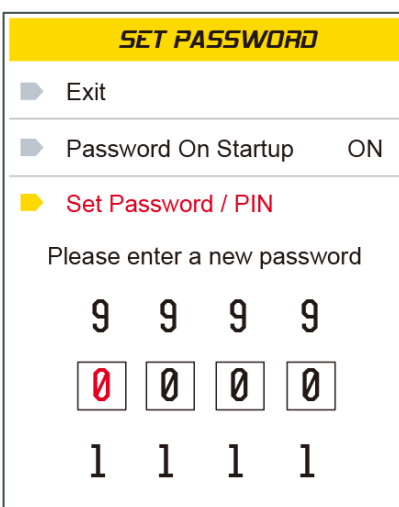 SET PASSWORD
Exit
Password On Startup ON
Set Password / PIN
Please enter a new password
9 9 9 9
0 0 0 0
1 1 1 1